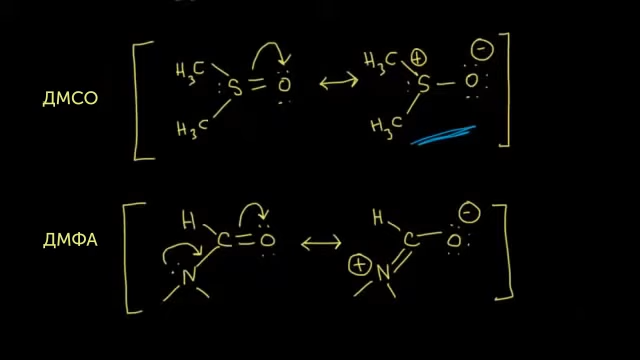 ДМСО
H₃C
S = O
H₃C
H₃C ⊕ ⊖
S – O
H₃C
ДМФА
H
C = O
N
H ⊖
C – O
⊕ N